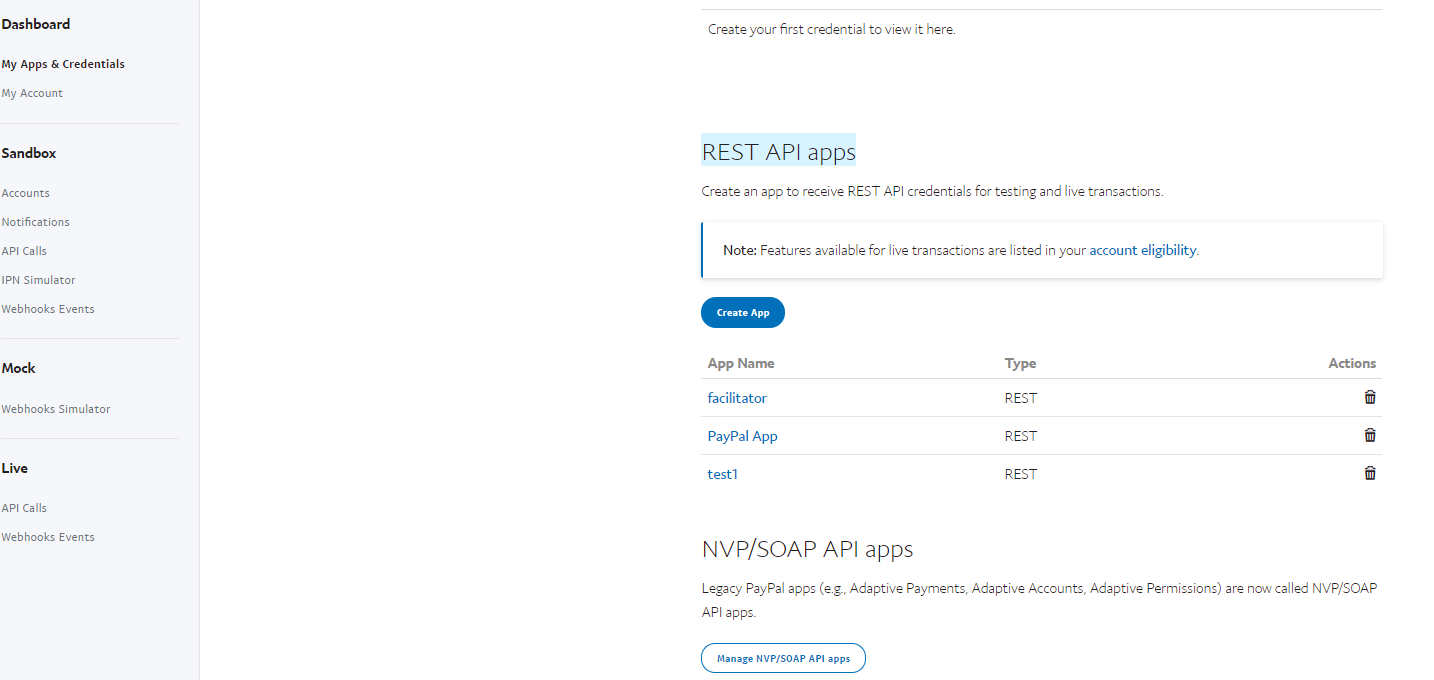 Dashboard
My Apps & Credentials
My Account
Sandbox
Accounts
Notifications
API Calls
IPN Simulator
Webhooks Events
Mock
Webhooks Simulator
Live
API Calls
Webhooks Events
Create your first credential to view it here.
REST API apps
Create an app to receive REST API credentials for testing and live transactions.
Note: Features available for live transactions are listed in your account eligibility.
Create App
App Name Type Actions
facilitator REST
PayPal App REST
test1 REST
NVP/SOAP API apps
Legacy PayPal apps (e.g., Adaptive Payments, Adaptive Accounts, Adaptive Permissions) are now called NVP/SOAP
API apps.
Manage NVP/SOAP API apps